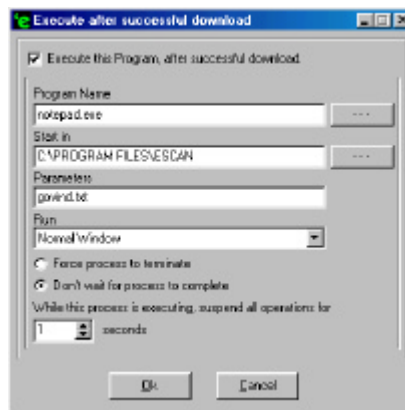 Execute after successful download
Execute this Program, after successful download.
Program Name
notepad.exe
...
Start in
C:\PROGRAM FILES\ESCAN
...
Parameters
govind.txt
Run
Normal Window
Force process to terminate
Don't wait for process to complete
While this process is executing, suspend all operations for
1 seconds
Ok Cancel